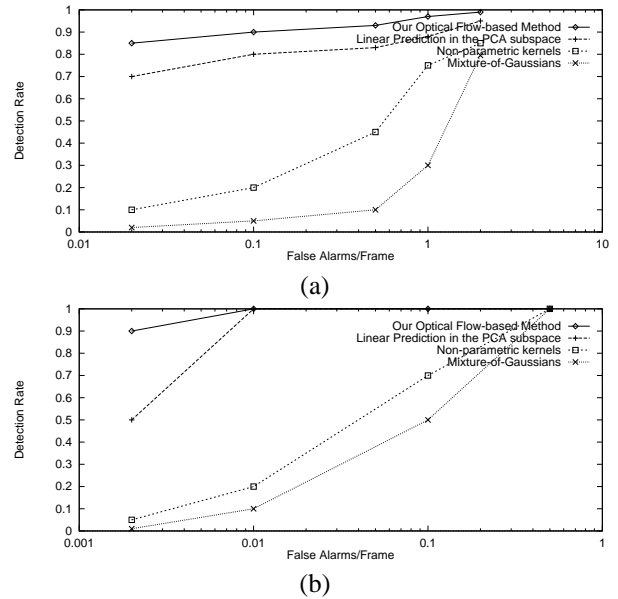 1
0.9
0.8
0.7
0.6
0.5
0.4
0.3
0.2
0.1
0
Detection Rate
Our Optical Flow-based Method
Linear Prediction in the PCA subspace
Non-parametric kernels
Mixture-of-Gaussians
0.01 0.1 1 10
False Alarms/Frame
(a)
1
0.9
0.8
0.7
0.6
0.5
0.4
0.3
0.2
0.1
0
Detection Rate
Our Optical Flow-based Method
Linear Prediction in the PCA subspace
Non-parametric kernels
Mixture-of-Gaussians
0.001 0.01 0.1 1
False Alarms/Frame
(b)